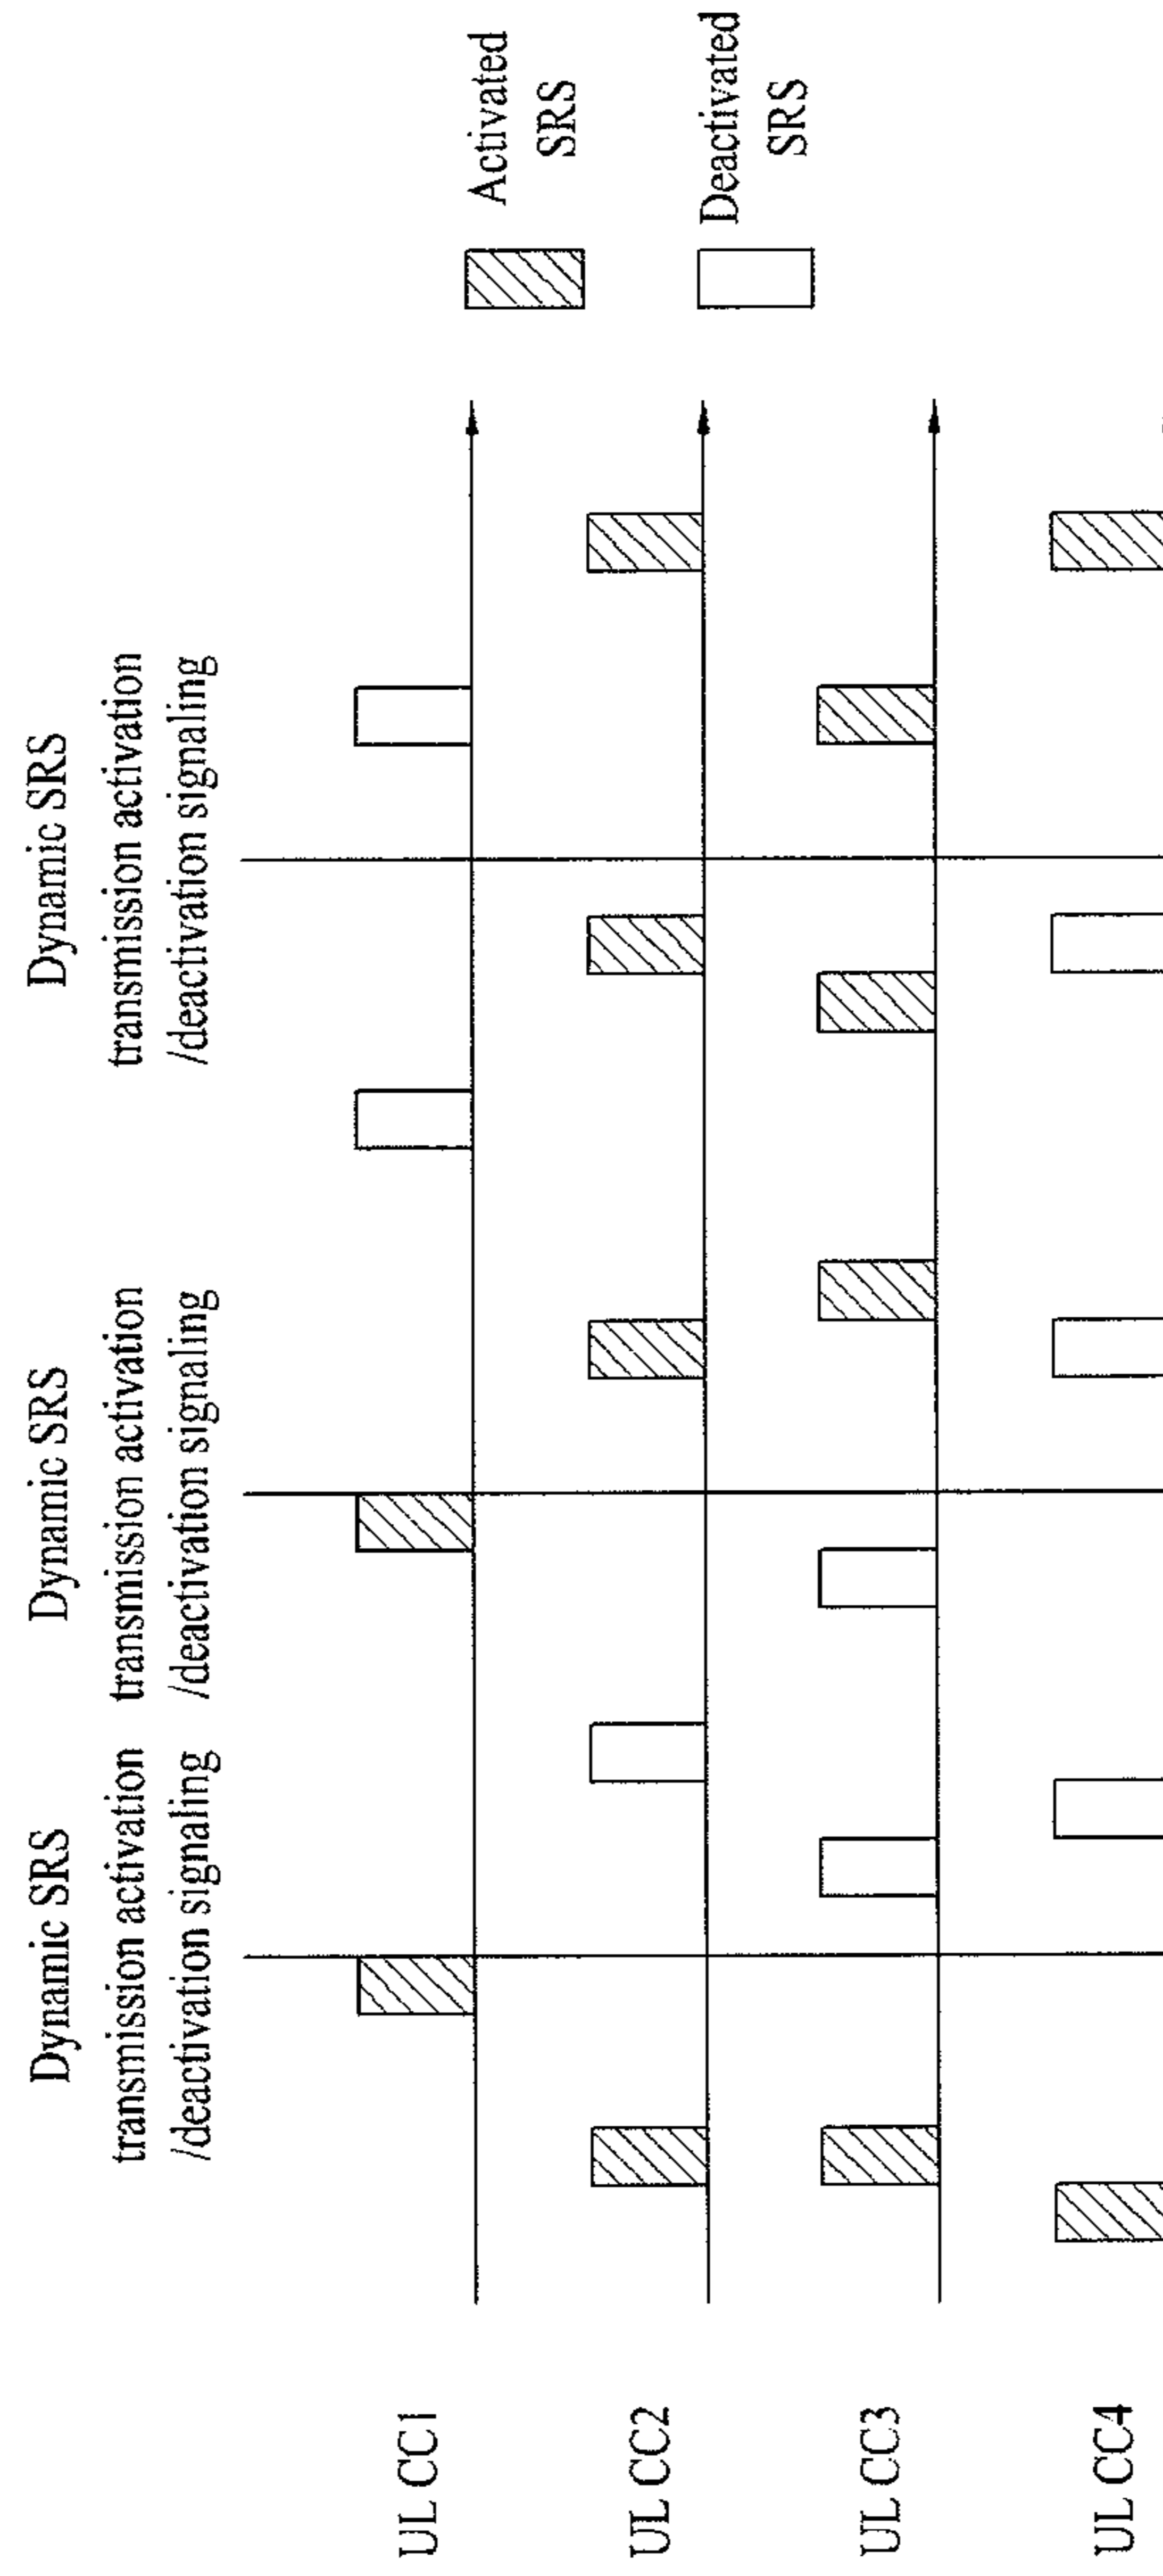 Dynamic SRS
transmission activation
/deactivation signaling
Dynamic SRS
transmission activation
/deactivation signaling
Dynamic SRS
transmission activation
/deactivation signaling
UL CC1
UL CC2
UL CC3
UL CC4
Activated
SRS
Deactivated
SRS